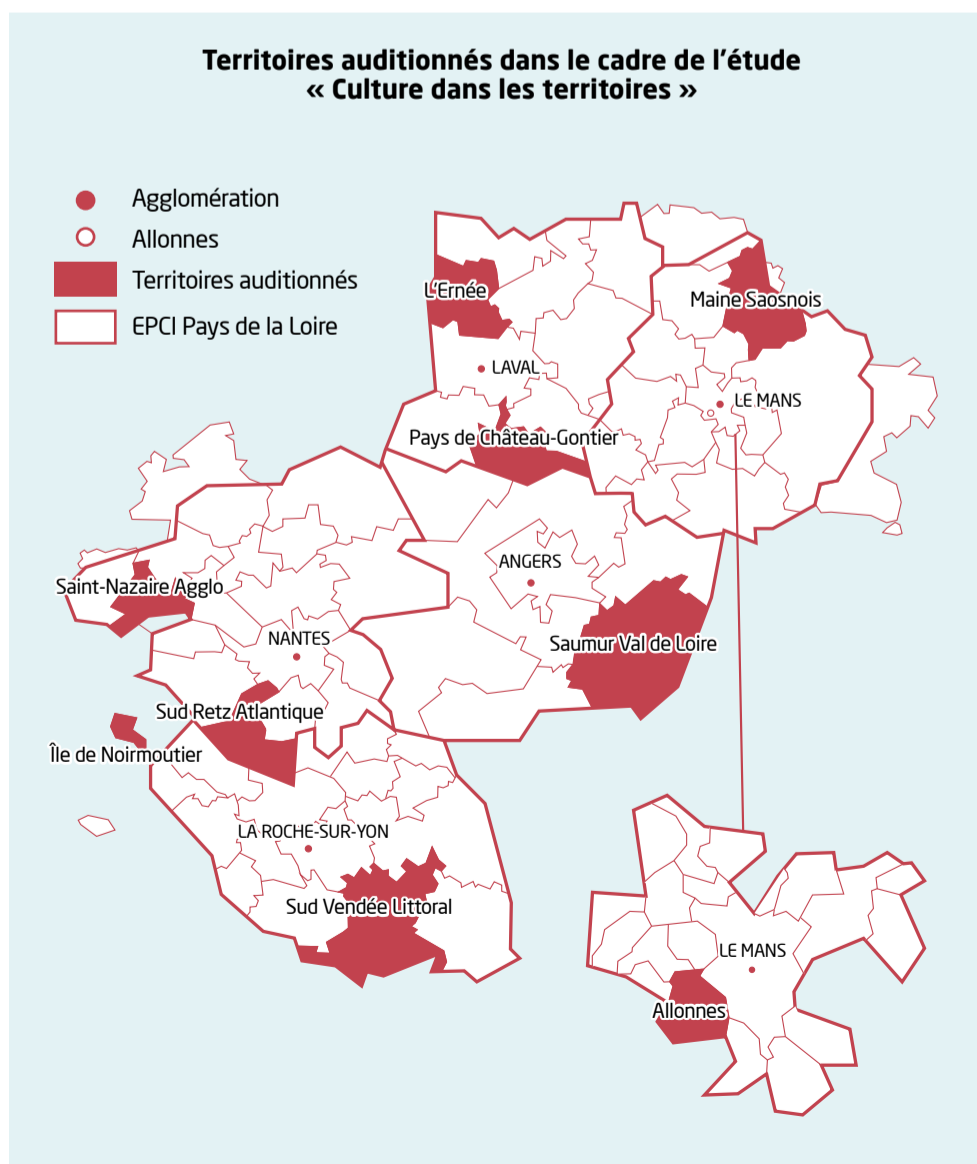 Territoires auditionnés dans le cadre de l'étude
« Culture dans les territoires »
Agglomération
Allonnes
Territoires auditionnés
EPCI Pays de la Loire
L'Ernée
Maine Saosnois
LAVAL
LE MANS
Pays de Château-Gontier
ANGERS
Saint-Nazaire Agglo
NANTES
Saumur Val de Loire
Sud Retz Atlantique
Île de Noirmoutier
LA ROCHE-SUR-YON
Sud Vendée Littoral
LE MANS
Allonnes